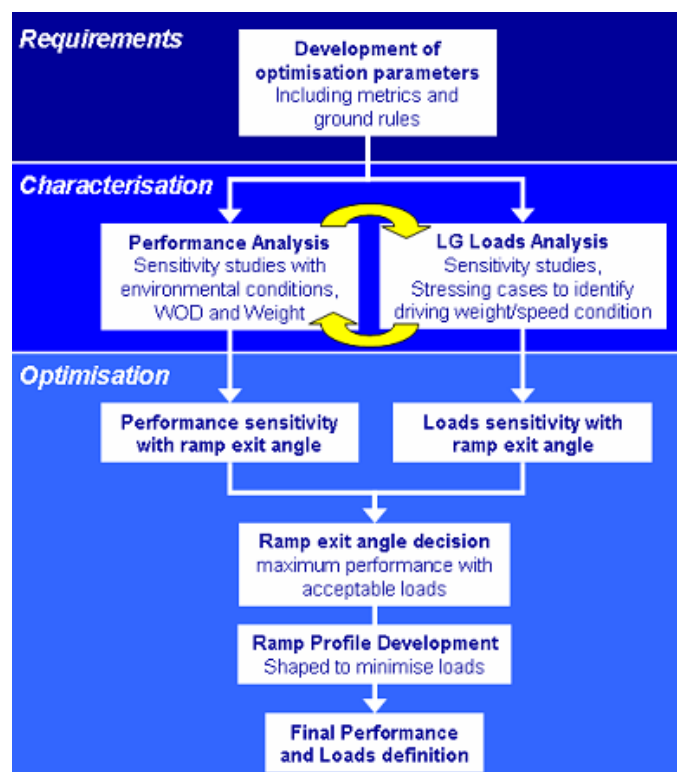 Requirements
Development of
optimisation parameters
Including metrics and
ground rules
Characterisation
Performance Analysis
Sensitivity studies with
environmental conditions,
WOD and Weight
LG Loads Analysis
Sensitivity studies,
Stressing cases to identify
driving weight/speed condition
Optimisation
Performance sensitivity
with ramp exit angle
Loads sensitivity with
ramp exit angle
Ramp exit angle decision
maximum performance with
acceptable loads
Ramp Profile Development
Shaped to minimise loads
Final Performance
and Loads definition